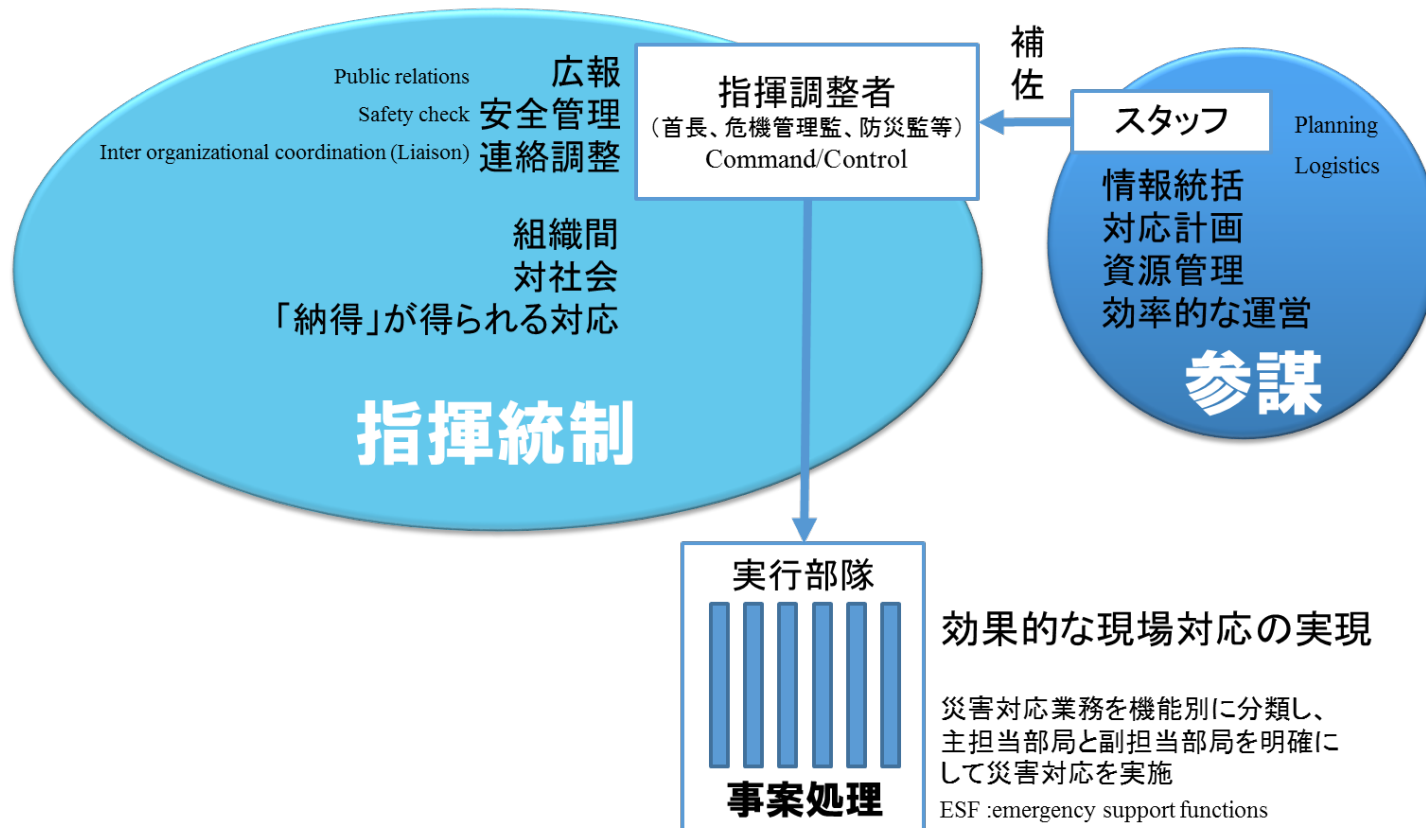 Public relations 広報
Safety check 安全管理
Inter organizational coordination (Liaison) 連絡調整
組織間
対社会
「納得」が得られる対応
指揮統制
指揮調整者
（首長、危機管理監、防災監等）
Command/Control
補佐
スタッフ
Planning
Logistics
情報統括
対応計画
資源管理
効率的な運営
参謀
実行部隊
事案処理
効果的な現場対応の実現
災害対応業務を機能別に分類し、
主担当部局と副担当部局を明確に
して災害対応を実施
ESF :emergency support functions